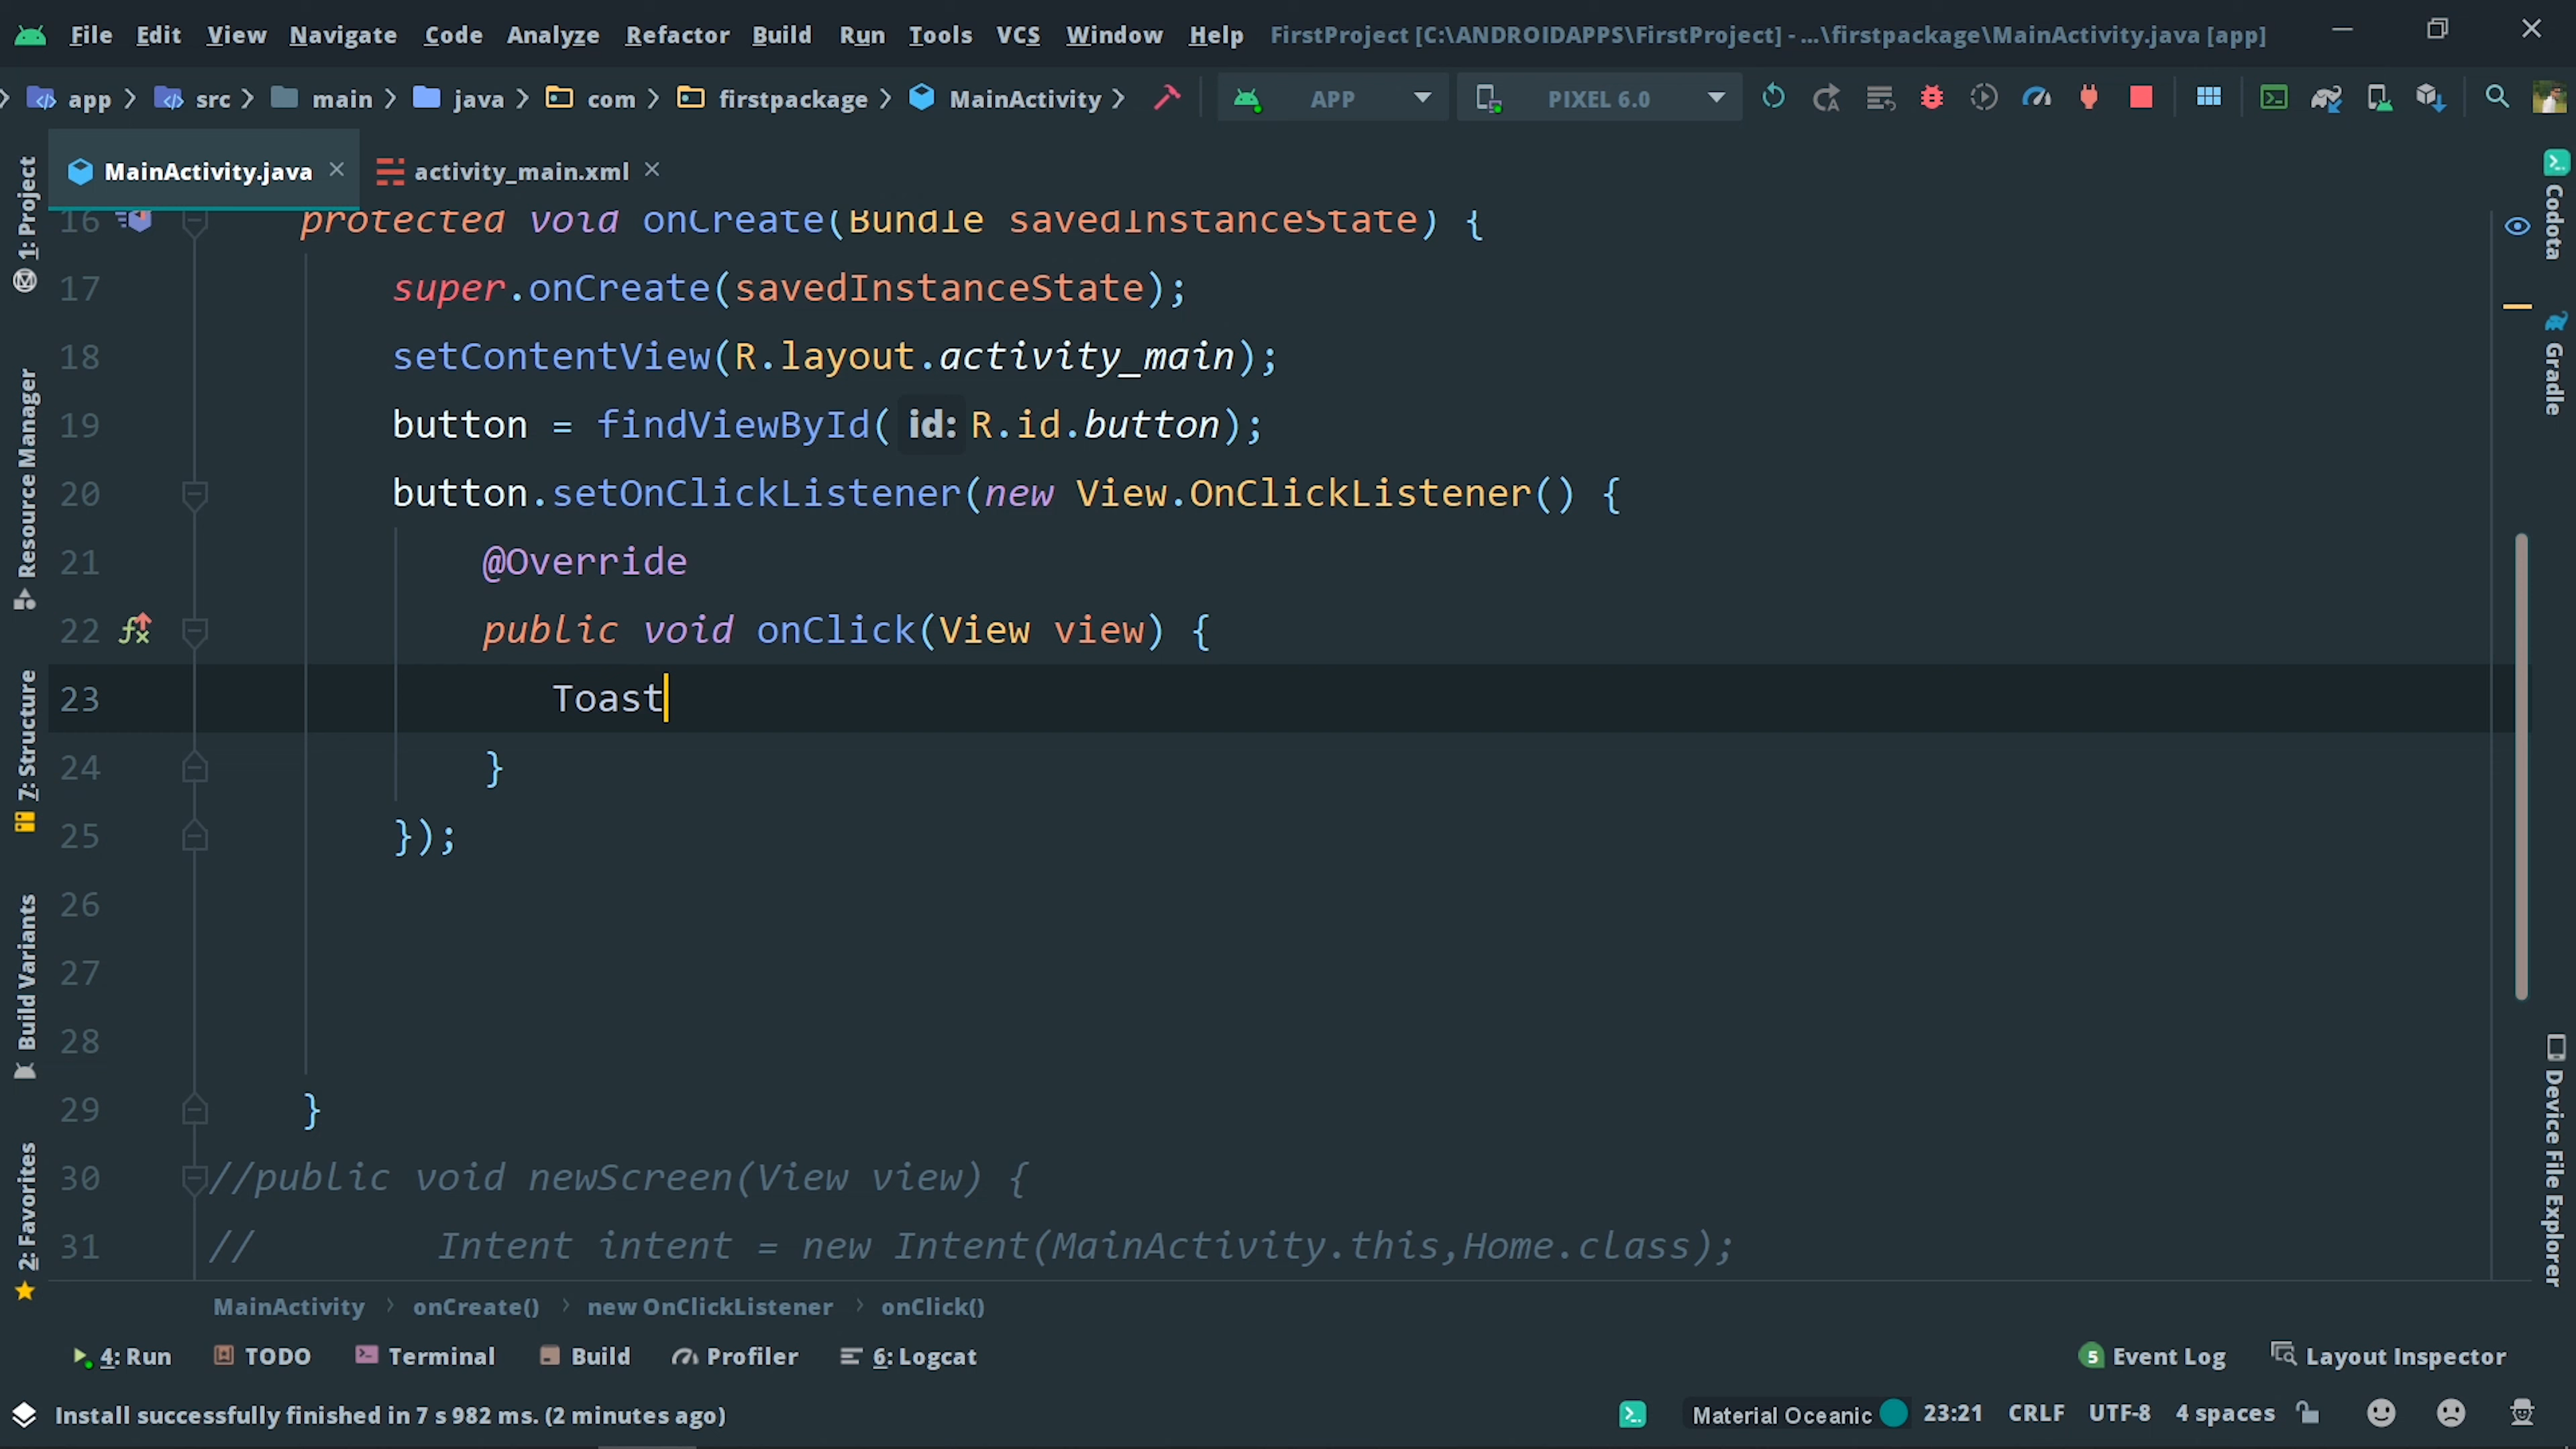 File Edit View Navigate Code Analyze Refactor Build Run Tools VCS Window Help FirstProject [C:\ANDROIDAPPS\FirstProject] - ...\firstpackage\MainActivity.java [app]
app src main java com firstpackage MainActivity APP PIXEL 6.0
MainActivity.java activity_main.xml
16 protected void onCreate(Bundle savedInstanceState) {
17 super.onCreate(savedInstanceState);
18 setContentView(R.layout.activity_main);
19 button = findViewById( id: R.id.button);
20 button.setOnClickListener(new View.OnClickListener() {
21 @Override
22 public void onClick(View view) {
23 Toast
24 }
25 });
26
27
28
29 }
30 //public void newScreen(View view) {
31 // Intent intent = new Intent(MainActivity.this,Home.class);
MainActivity onCreate() new OnClickListener onClick()
4: Run TODO Terminal Build Profiler 6: Logcat 5 Event Log Layout Inspector
Install successfully finished in 7 s 982 ms. (2 minutes ago) Material Oceanic 23:21 CRLF UTF-8 4 spaces
1: Project
Resource Manager
7: Structure
Build Variants
2: Favorites
Codota
Gradle
Device File Explorer